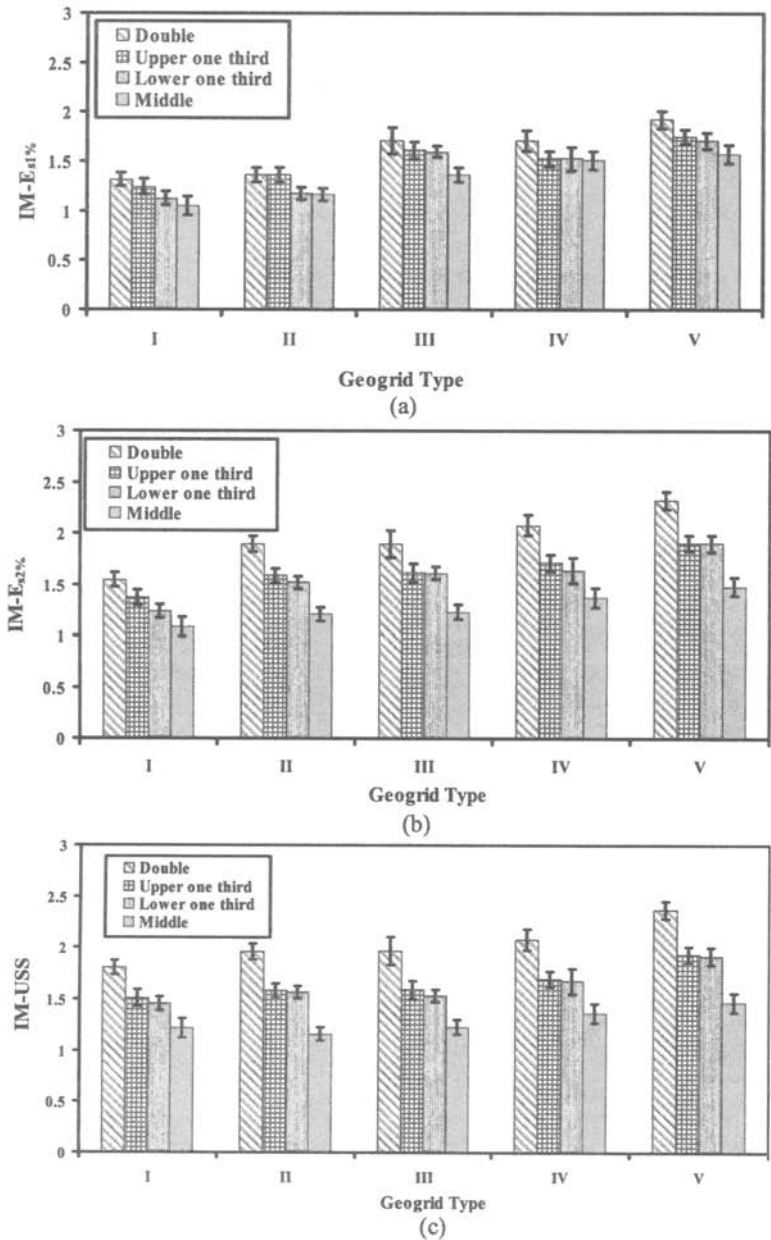 3
2.5
2
1.5
1
0.5
0
IM-Es1%
Double
Upper one third
Lower one third
Middle
I II III IV V
Geogrid Type
(a)
3
2.5
2
1.5
1
0.5
0
IM-Es2%
Double
Upper one third
Lower one third
Middle
I II III IV V
Geogrid Type
(b)
3
2.5
2
1.5
1
0.5
0
IM-USS
Double
Upper one third
Lower one third
Middle
I II III IV V
Geogrid Type
(c)